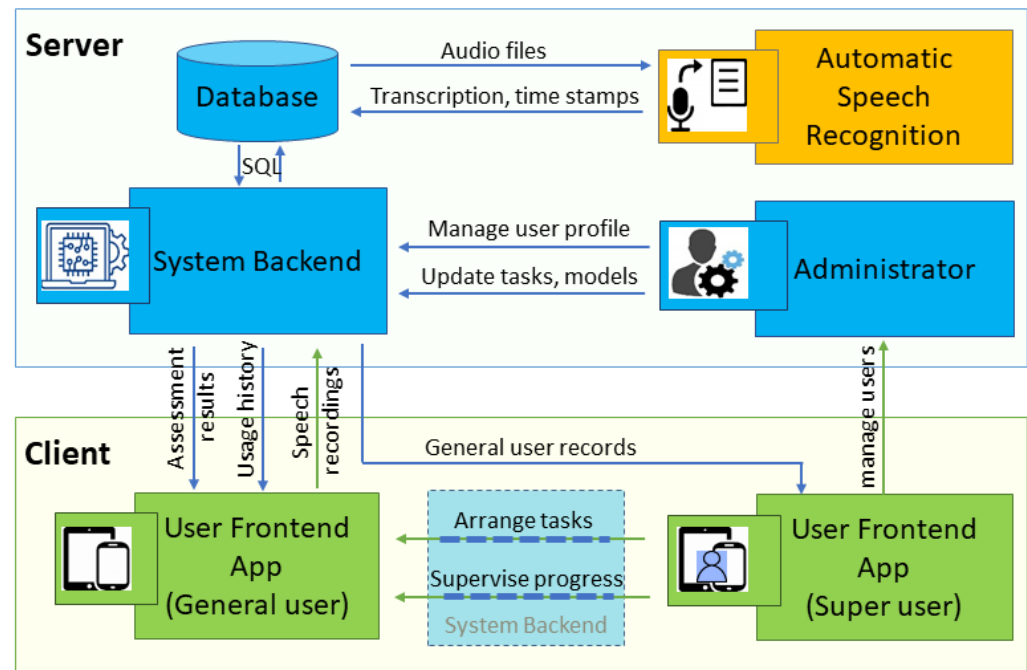 Server
Database
Audio files
Transcription, time stamps
Automatic
Speech
Recognition
SQL
System Backend
Manage user profile
Update tasks, models
Administrator
Assessment
results
Usage history
Speech
recordings
manage users
Client
General user records
User Frontend
App
(General user)
Arrange tasks
Supervise progress
System Backend
User Frontend
App
(Super user)